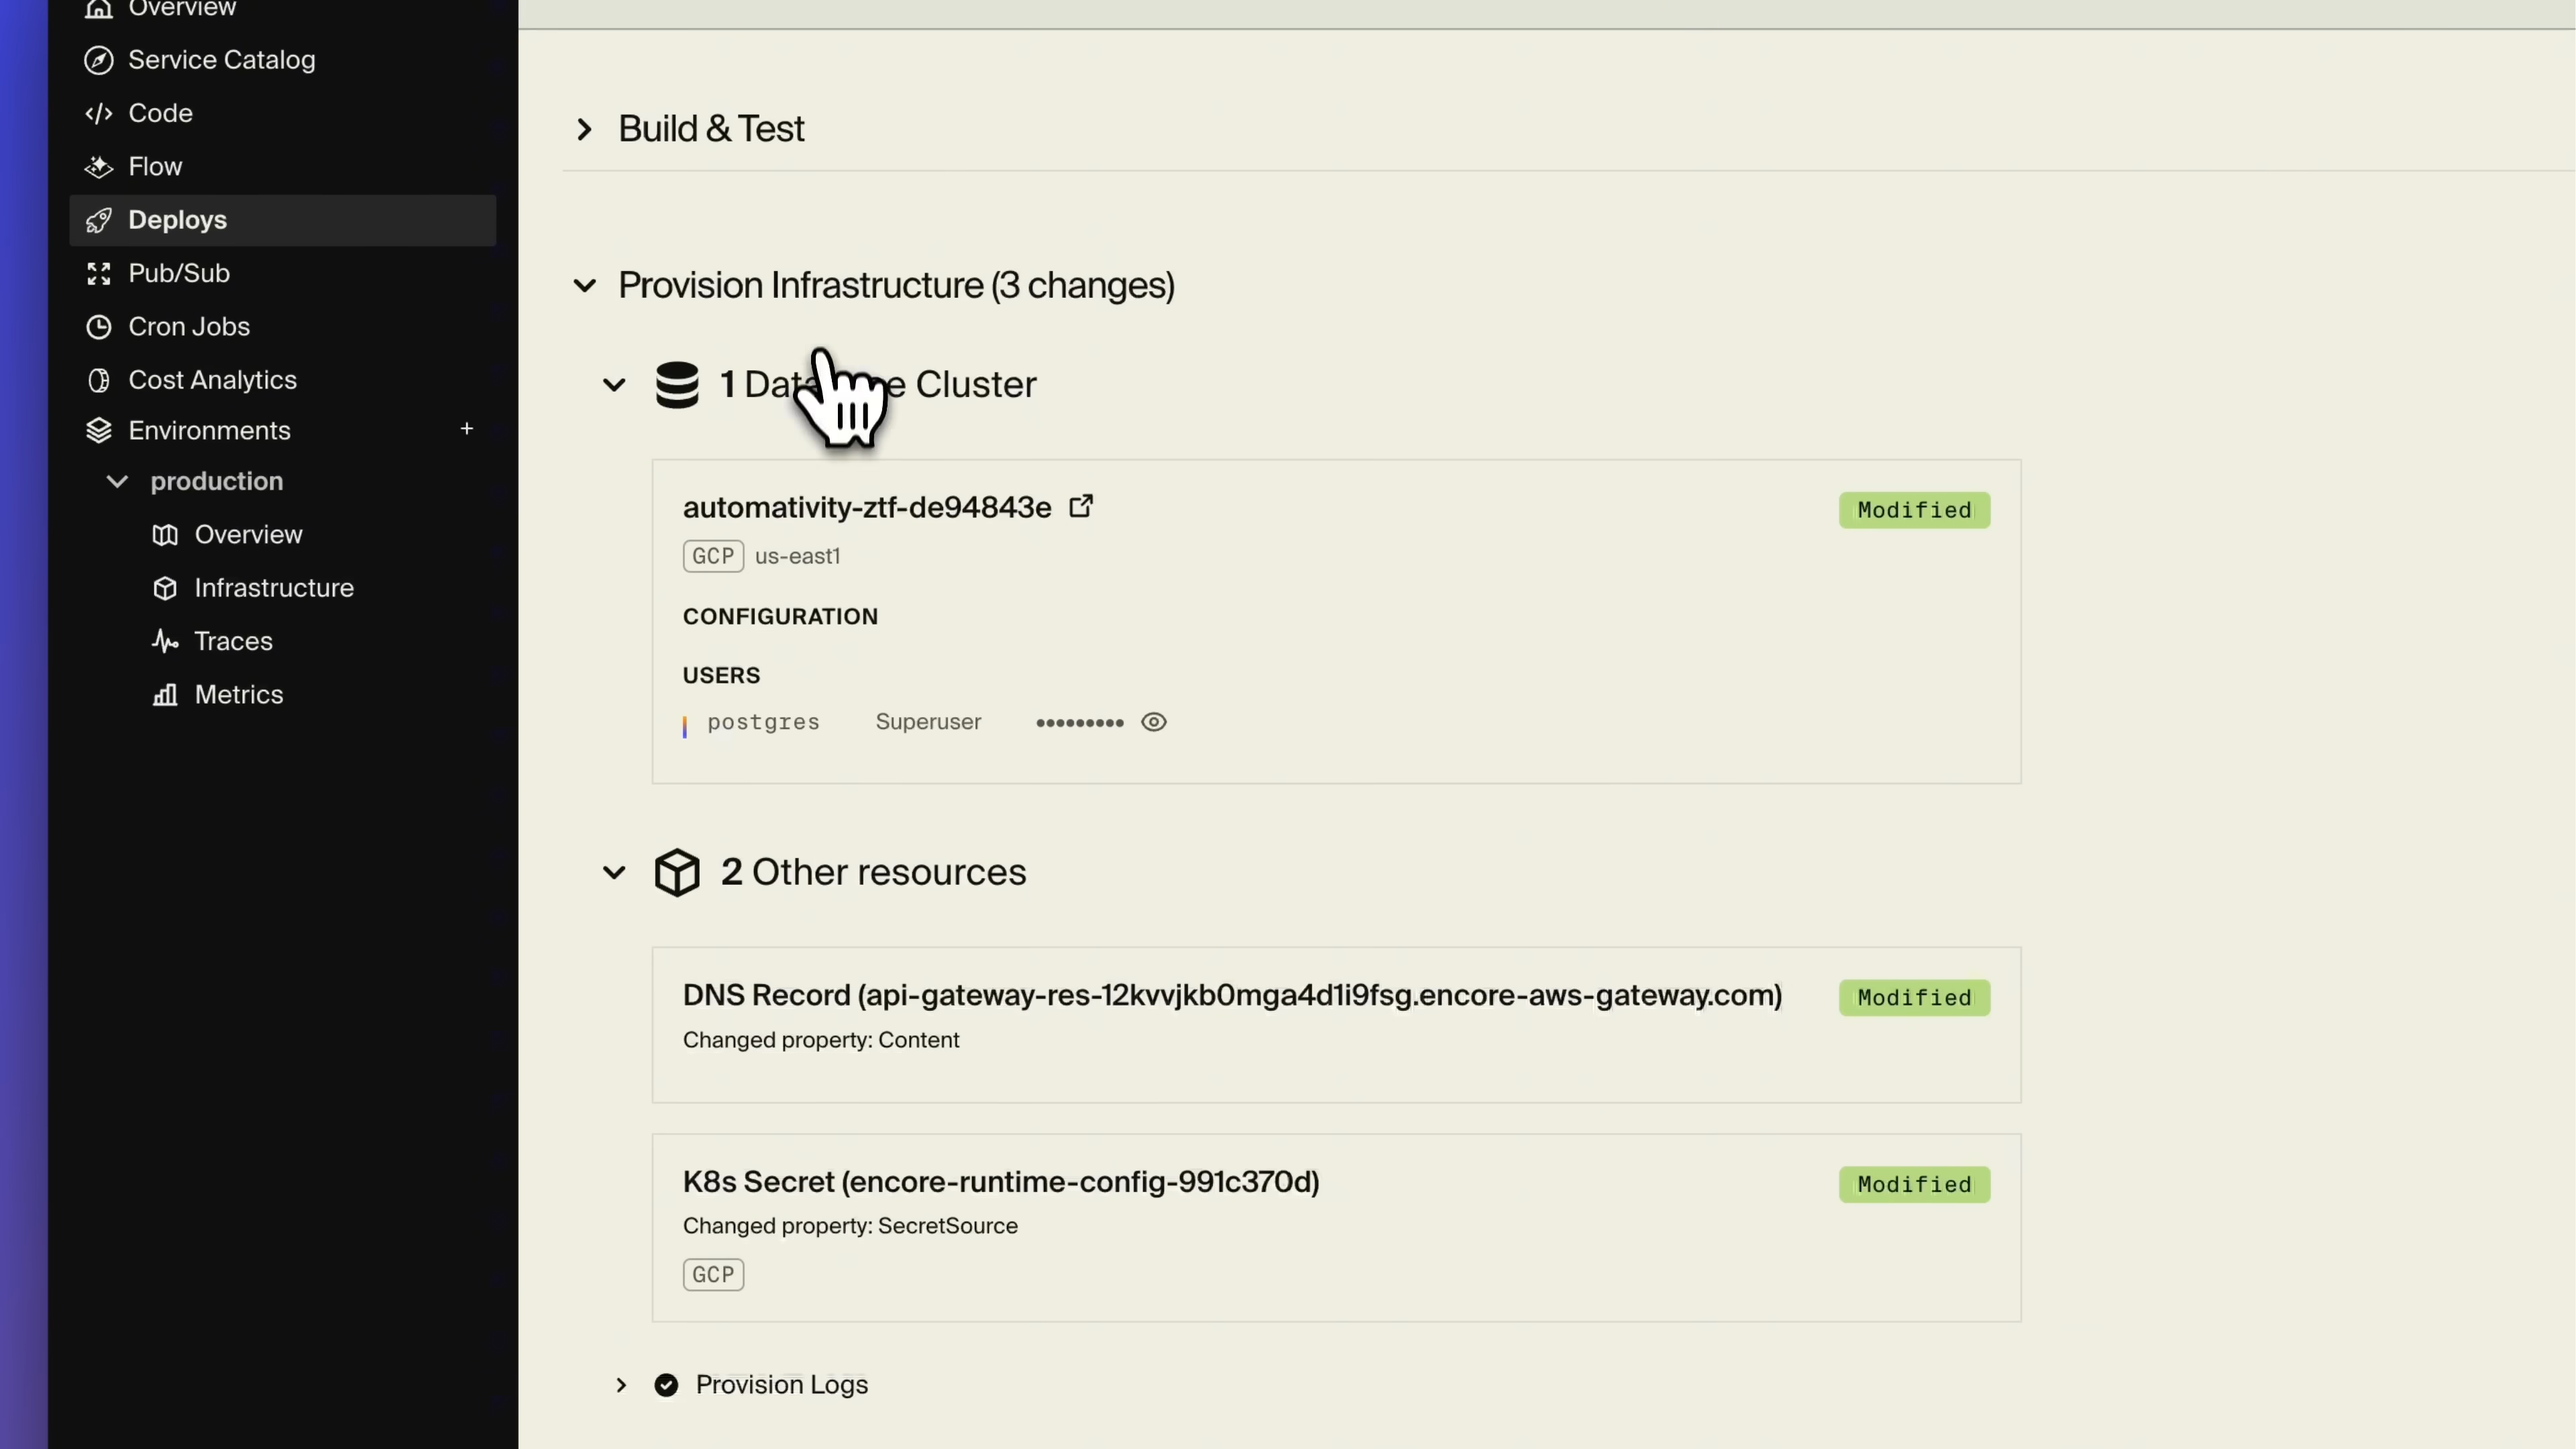 Overview
Service Catalog
Code
Flow
Deploys
Pub/Sub
Cron Jobs
Cost Analytics
Environments +
production
Overview
Infrastructure
Traces
Metrics
Build & Test
Provision Infrastructure (3 changes)
1 Cluster
automativity-ztf-de94843e
Modified
GCP us-east1
CONFIGURATION
USERS
postgres Superuser •••••••••
2 Other resources
DNS Record (api-gateway-res-12kvvjkb0mga4d1i9fsg.encore-aws-gateway.com)
Modified
Changed property: Content
K8s Secret (encore-runtime-config-991c370d)
Modified
Changed property: SecretSource
GCP
Provision Logs